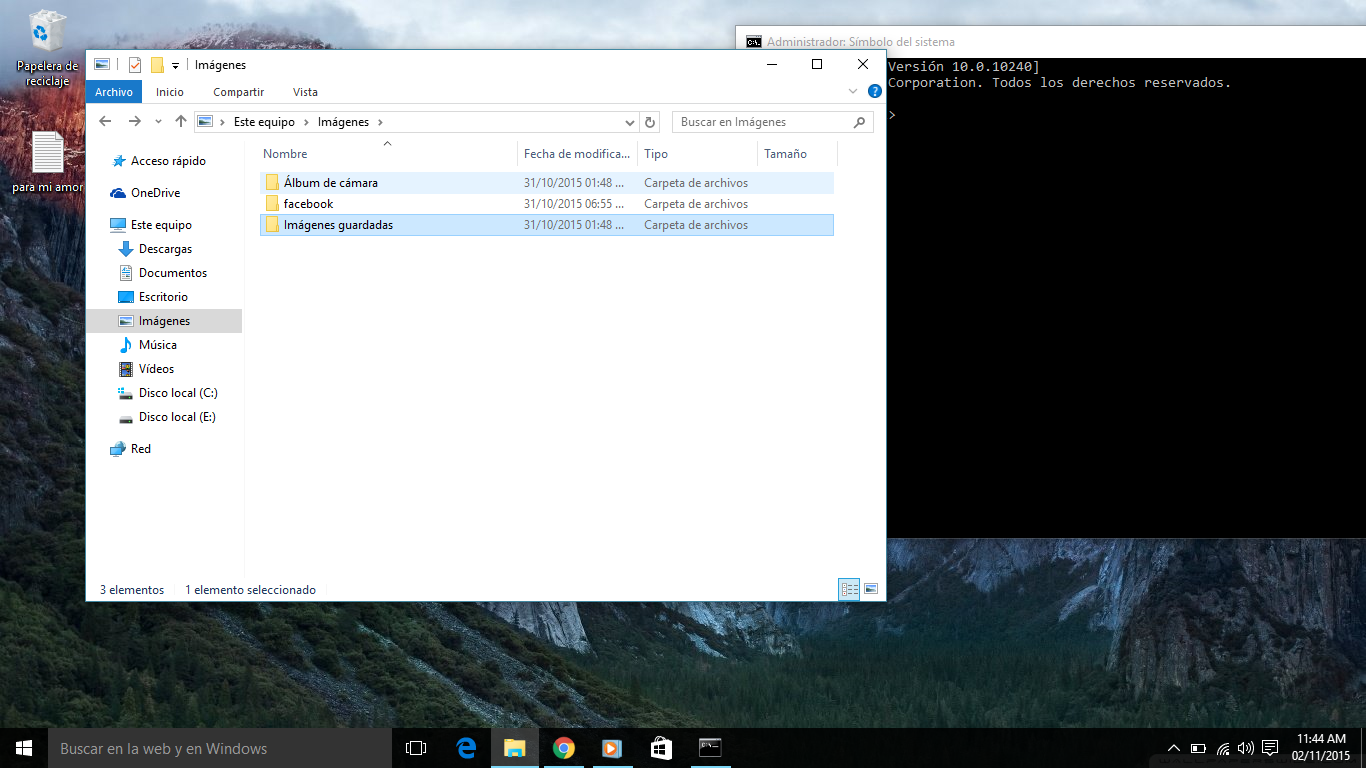 Papelera de
reciclaje
para mi amor
Administrador: Símbolo del sistema
Versión 10.0.10240]
Corporation. Todos los derechos reservados.
>
Imágenes
Archivo Inicio Compartir Vista
Este equipo > Imágenes >
Buscar en Imágenes
Nombre Fecha de modifica... Tipo Tamaño
Álbum de cámara 31/10/2015 01:48 ... Carpeta de archivos
facebook 31/10/2015 06:55 ... Carpeta de archivos
Imágenes guardadas 31/10/2015 01:48 ... Carpeta de archivos
Acceso rápido
OneDrive
Este equipo
Descargas
Documentos
Escritorio
Imágenes
Música
Vídeos
Disco local (C:)
Disco local (E:)
Red
3 elementos 1 elemento seleccionado
Buscar en la web y en Windows
11:44 AM
02/11/2015